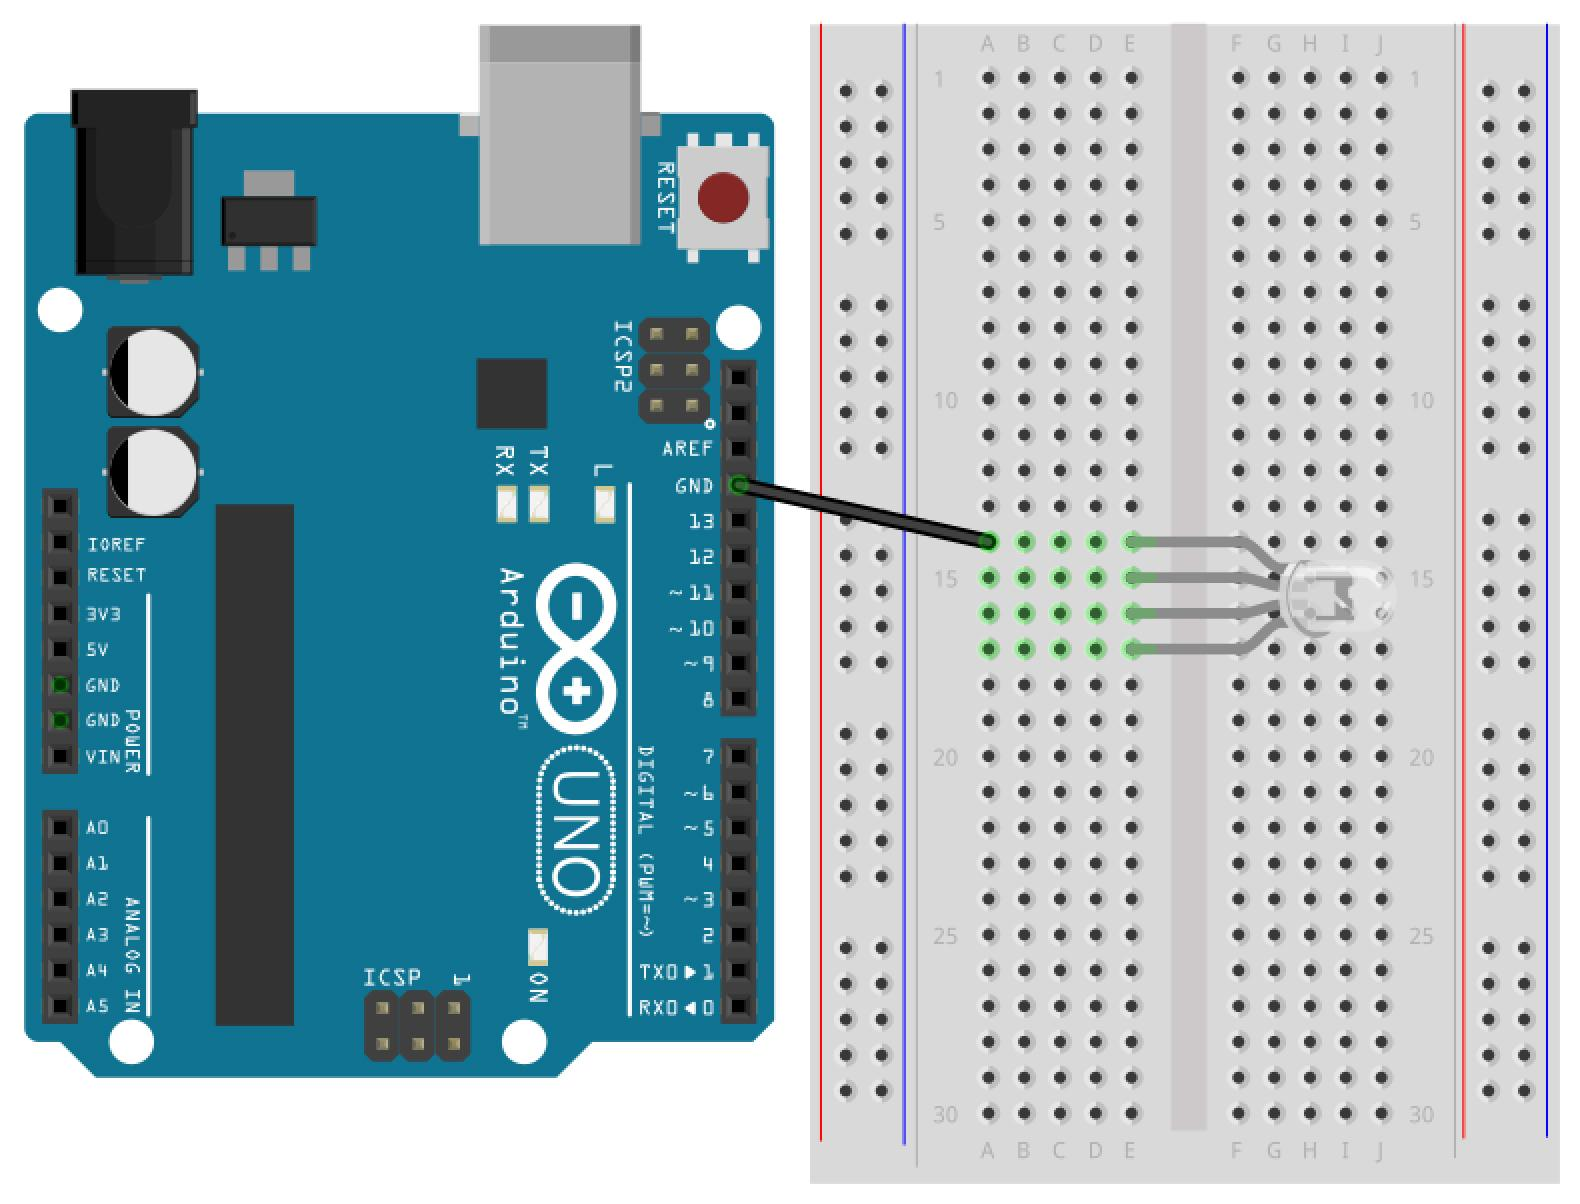 RESET
ICSP2
AREF
GND
13
12
~11
~10
~9
8
7
~6
~5
4
~3
2
TX0▶1
RX0◀0
RX
TX
L
Arduino™
UNO
DIGITAL (PWM=~)
ON
ICSP
1
IOREF
RESET
3V3
5V
GND
GND
VIN
POWER
A0
A1
A2
A3
A4
A5
ANALOG IN
A B C D E F G H I J
1 1
5 5
10 10
15 15
20 20
25 25
30 30
A B C D E F G H I J